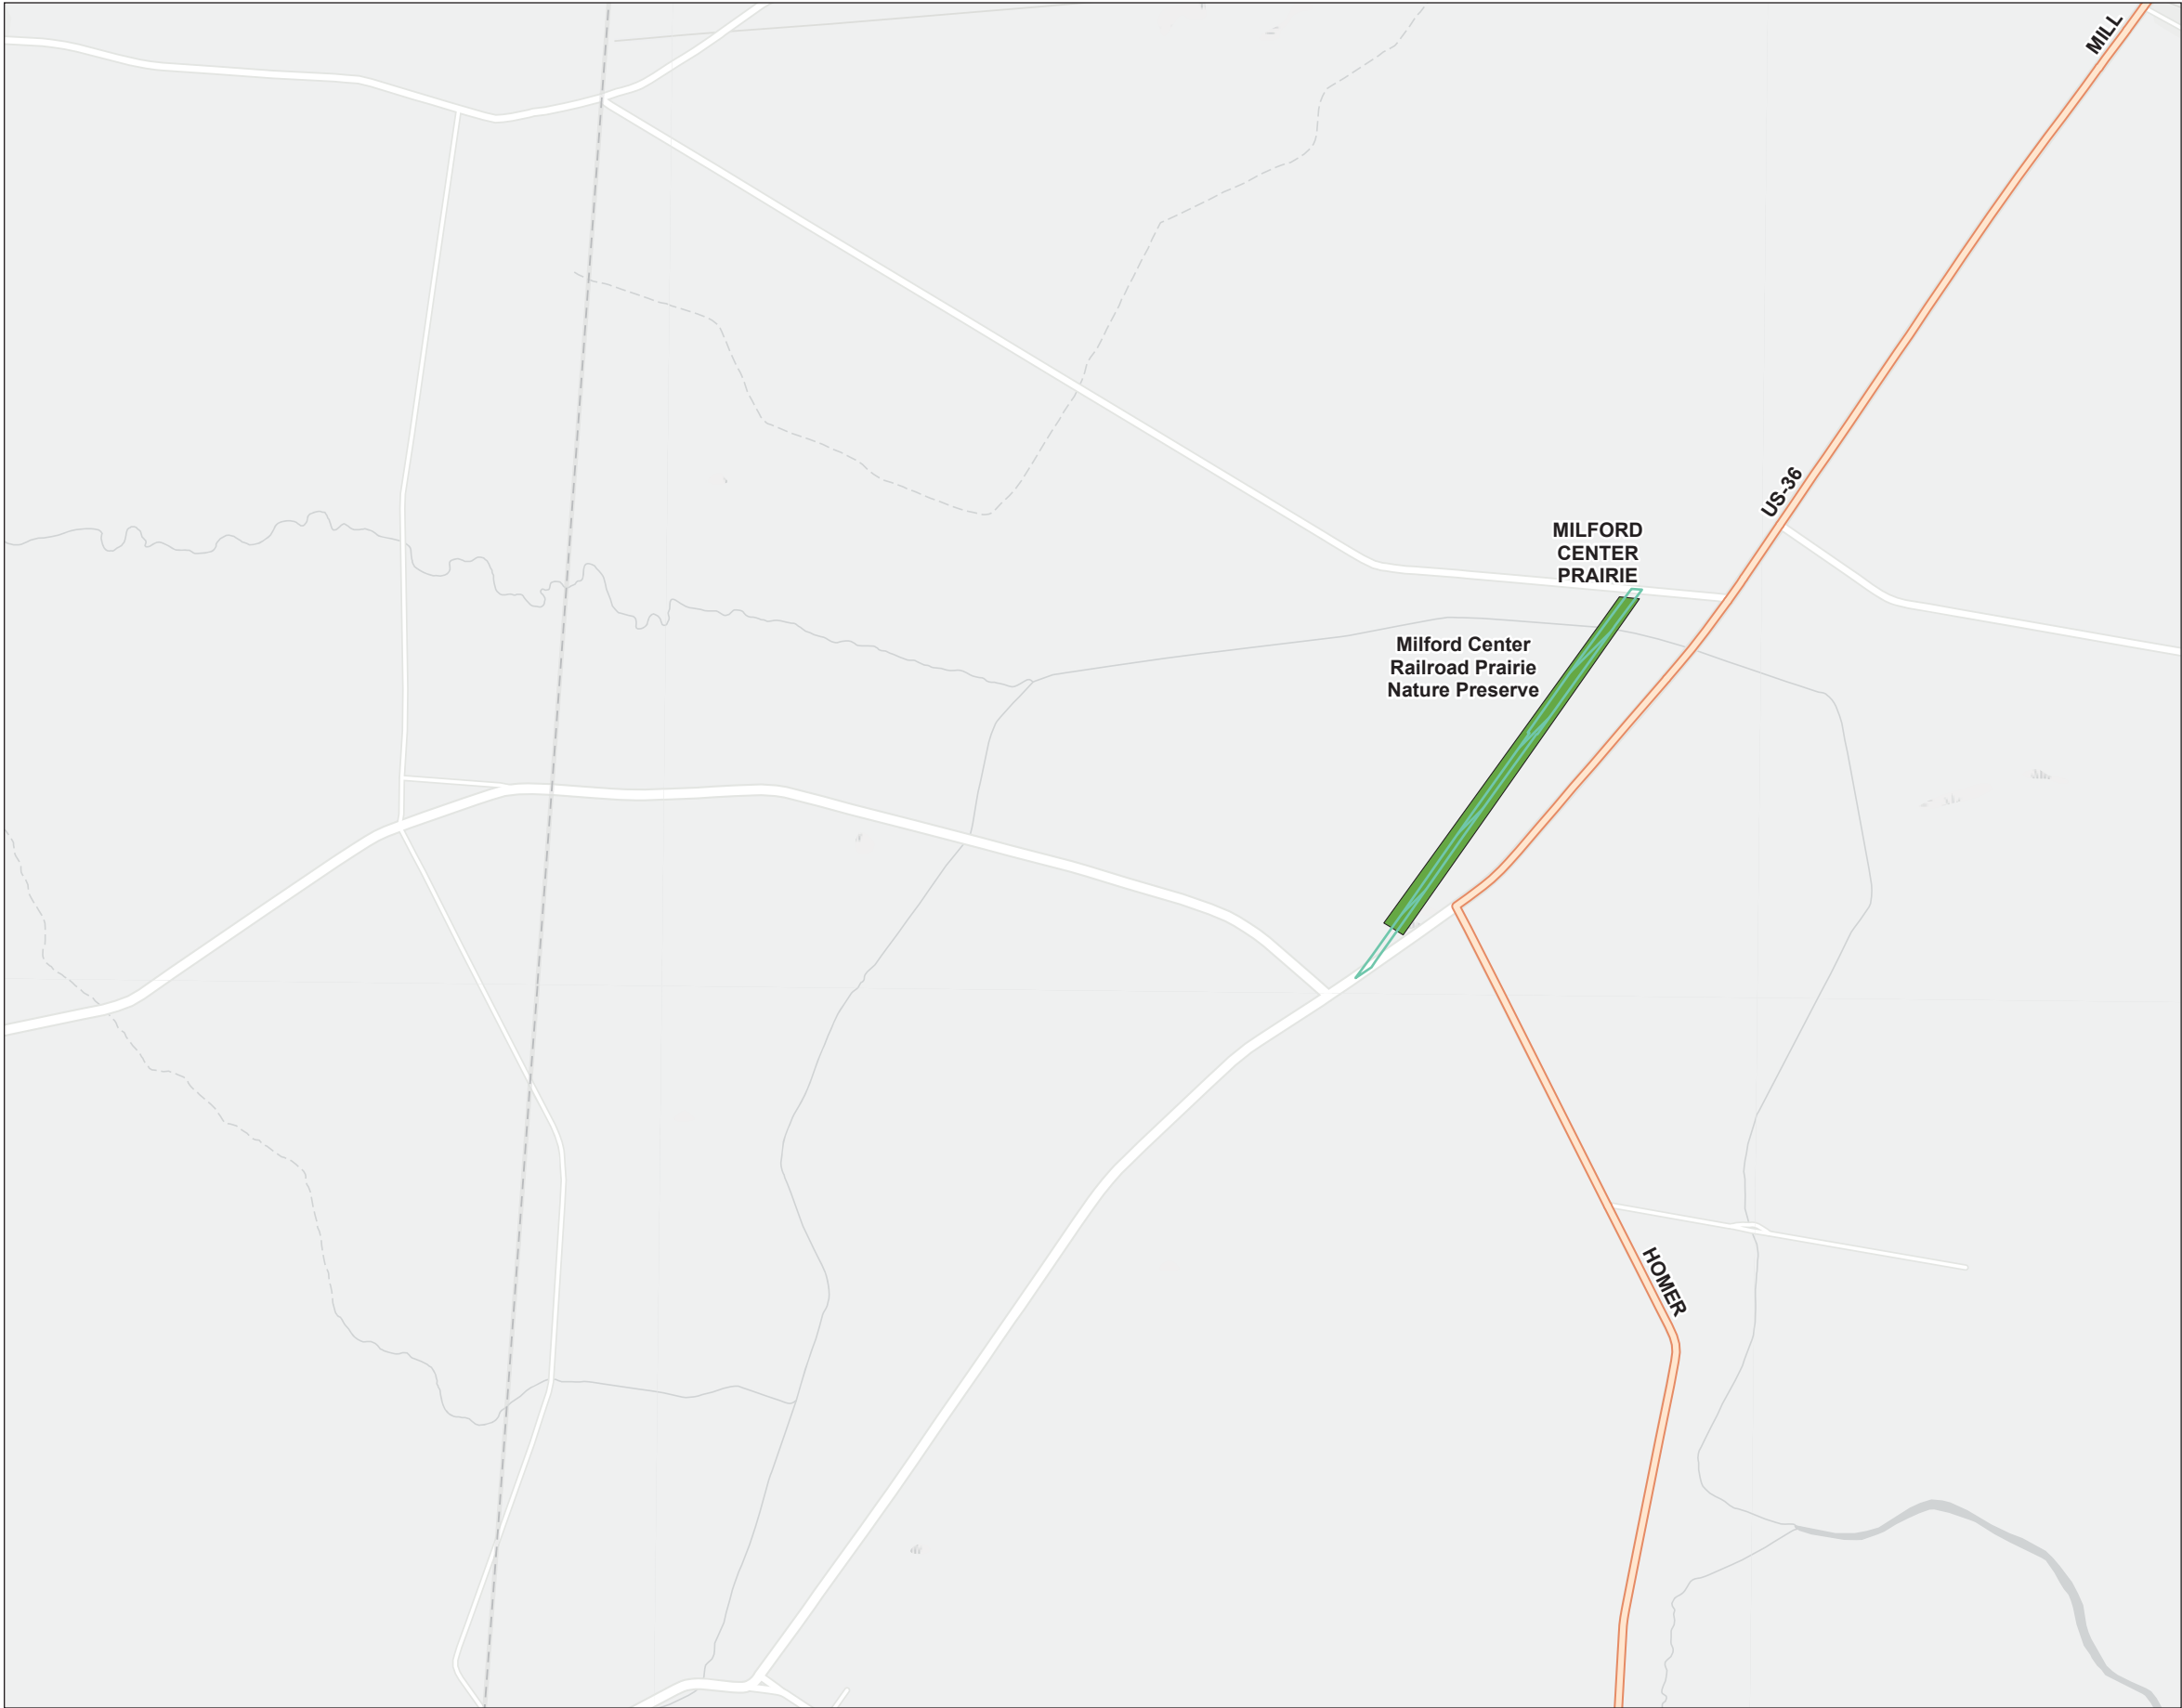 MILL
US-36
MILFORD
CENTER
PRAIRIE
Milford Center
Railroad Prairie
Nature Preserve
HOMER